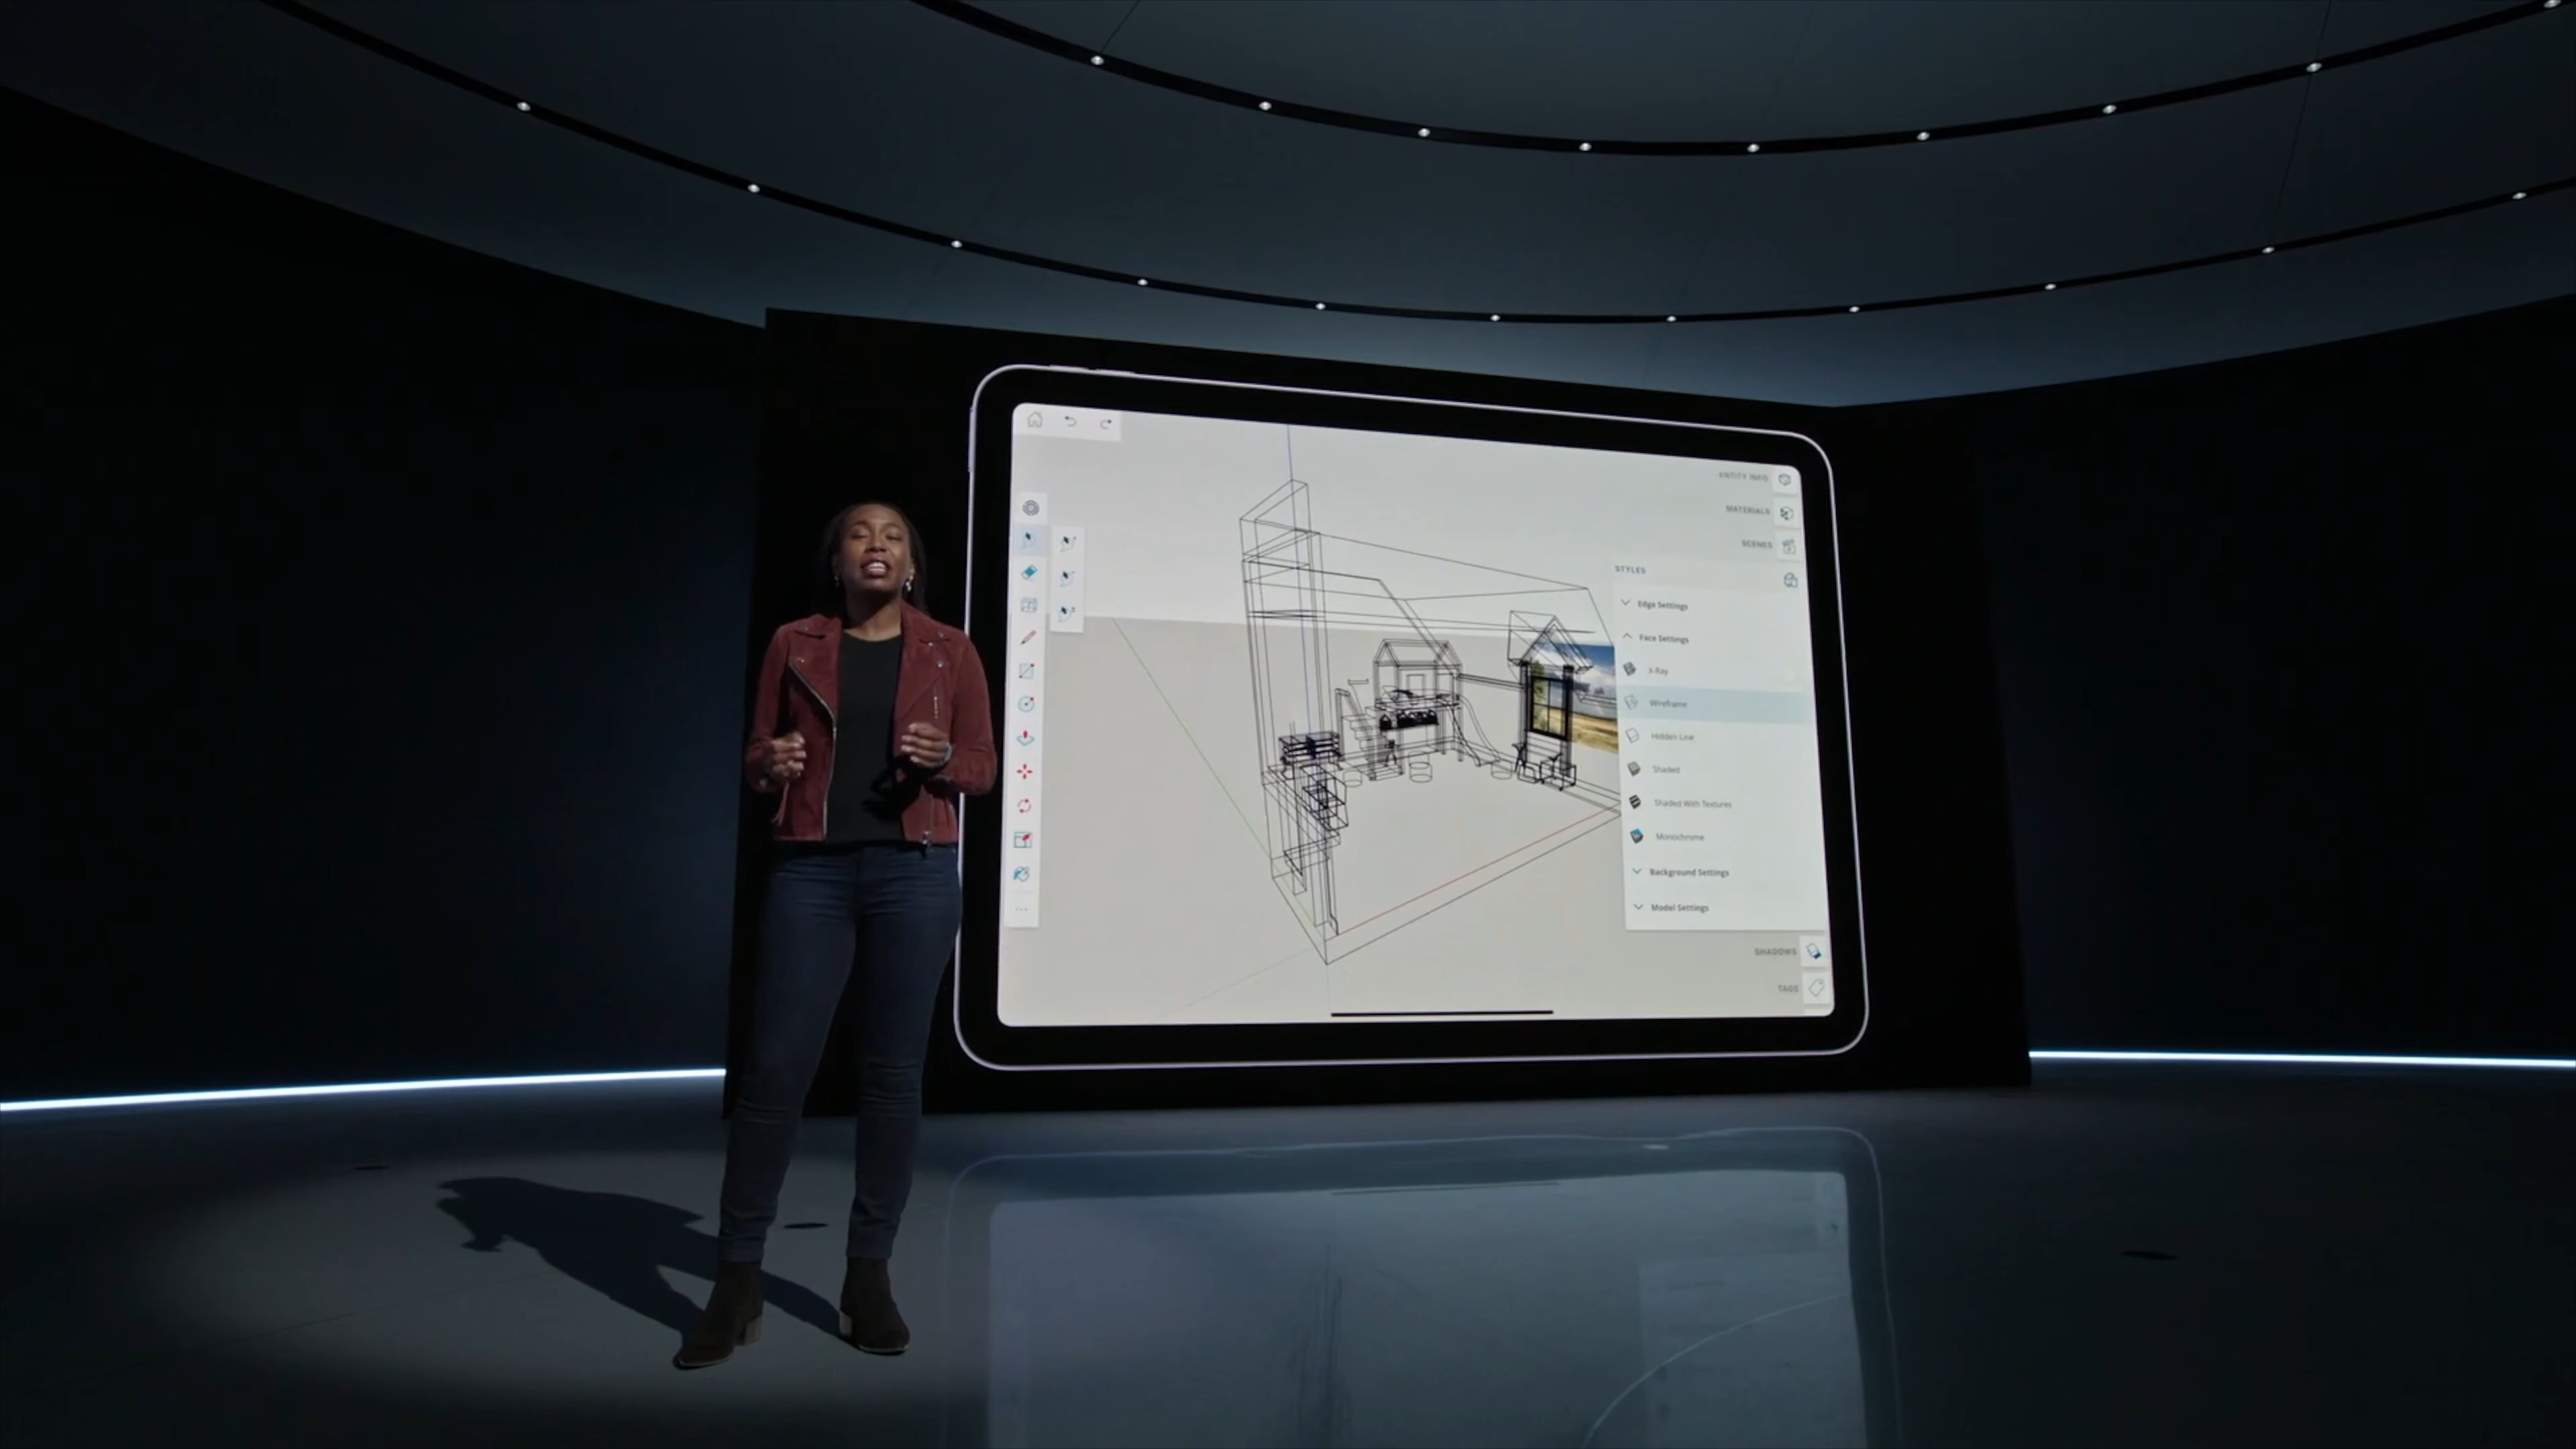 ENTITY INFO
MATERIALS
SCENES
STYLES
Edge Settings
Face Settings
X-Ray
Wireframe
Hidden Line
Shaded
Shaded With Textures
Monochrome
Background Settings
Model Settings
SHADOWS
TAGS